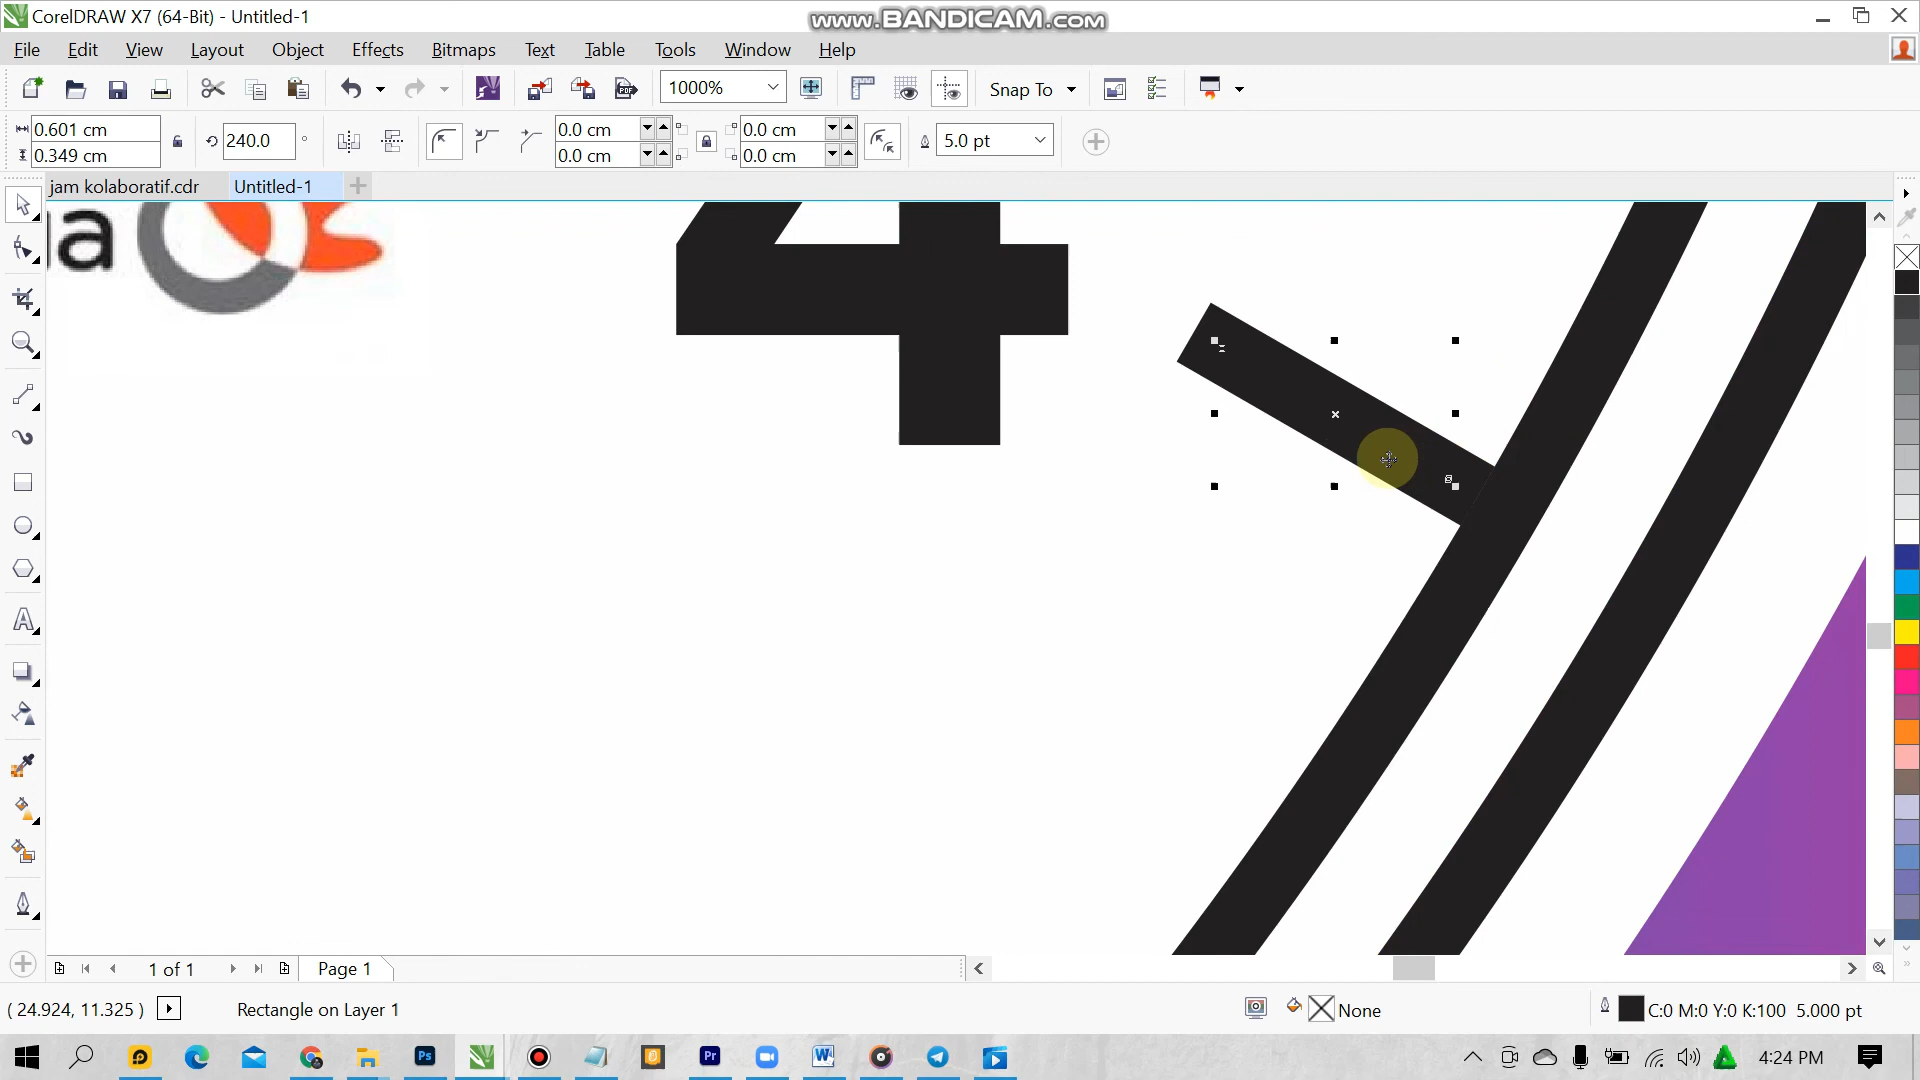 CorelDRAW X7 (64-Bit) - Untitled-1
www.BANDICAM.com
File Edit View Layout Object Effects Bitmaps Text Table Tools Window Help
PDF 1000% Snap To
0.601 cm 240.0 ° 0.0 cm 0.0 cm 5.0 pt
0.349 cm 0.0 cm 0.0 cm
jam kolaboratif.cdr Untitled-1
a
4
1 of 1 Page 1
( 24.924, 11.325 ) Rectangle on Layer 1 None C:0 M:0 Y:0 K:100 5.000 pt
Ps Pr W 4:24 PM